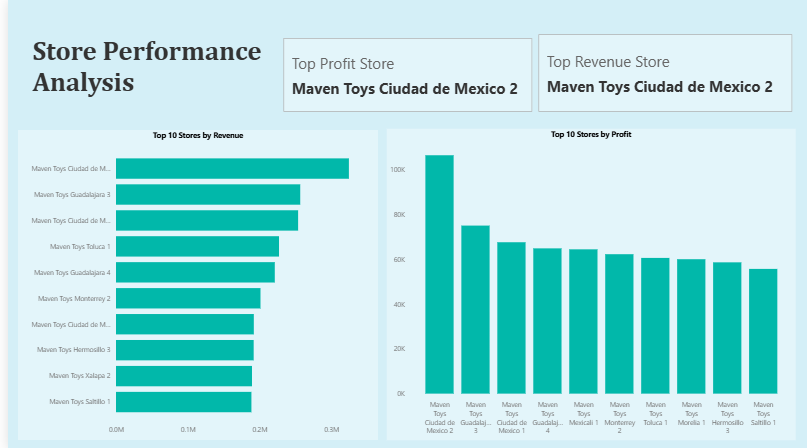 Store Performance
Analysis
Top Profit Store
Maven Toys Ciudad de Mexico 2
Top Revenue Store
Maven Toys Ciudad de Mexico 2
Top 10 Stores by Revenue
Maven Toys Ciudad de M...
Maven Toys Guadalajara 3
Maven Toys Ciudad de M...
Maven Toys Toluca 1
Maven Toys Guadalajara 4
Maven Toys Monterrey 2
Maven Toys Ciudad de M...
Maven Toys Hermosillo 3
Maven Toys Xalapa 2
Maven Toys Saltillo 1
0.0M 0.1M 0.2M 0.3M
Top 10 Stores by Profit
100K
80K
60K
40K
20K
0K
Maven Maven Maven Maven Maven Maven Maven Maven Maven Maven
Toys Toys Toys Toys Toys Toys Toys Toys Toys Toys
Ciudad de Guadalaj... Ciudad de Guadalaj... Mexicali 1 Monterrey Toluca 1 Morelia 1 Hermosillo Saltillo 1
Mexico 2 3 Mexico 1 4 2 3